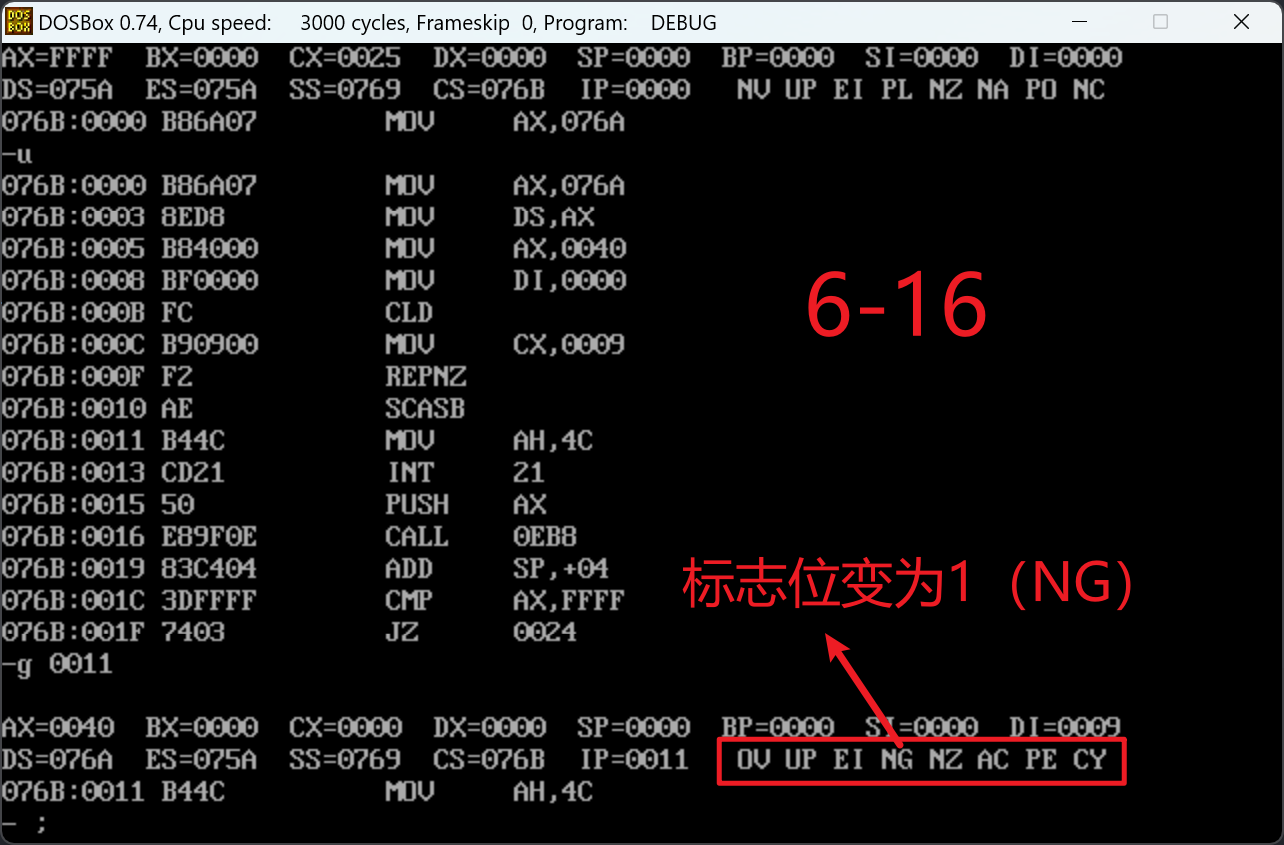 DOSBox 0.74, Cpu speed: 3000 cycles, Frameskip 0, Program: DEBUG
AX=FFFF BX=0000 CX=0025 DX=0000 SP=0000 BP=0000 SI=0000 DI=0000
DS=075A ES=075A SS=0769 CS=076B IP=0000 NV UP EI PL NZ NA PO NC
076B:0000 B86A07 MOV AX,076A
-u
076B:0000 B86A07 MOV AX,076A
076B:0003 8ED8 MOV DS,AX
076B:0005 B84000 MOV AX,0040
076B:0008 BF0000 MOV DI,0000
076B:000B FC CLD
076B:000C B90900 MOV CX,0009
076B:000F F2 REPNZ
076B:0010 AE SCASB
076B:0011 B44C MOV AH,4C
076B:0013 CD21 INT 21
076B:0015 50 PUSH AX
076B:0016 E89F0E CALL 0EB8
076B:0019 83C404 ADD SP,+04
076B:001C 3DFFFF CMP AX,FFFF
076B:001F 7403 JZ 0024
-g 0011
6-16
标志位变为1（NG）
AX=0040 BX=0000 CX=0000 DX=0000 SP=0000 BP=0000 SI=0000 DI=0009
DS=076A ES=075A SS=0769 CS=076B IP=0011 OV UP EI NG NZ AC PE CY
076B:0011 B44C MOV AH,4C
- ;